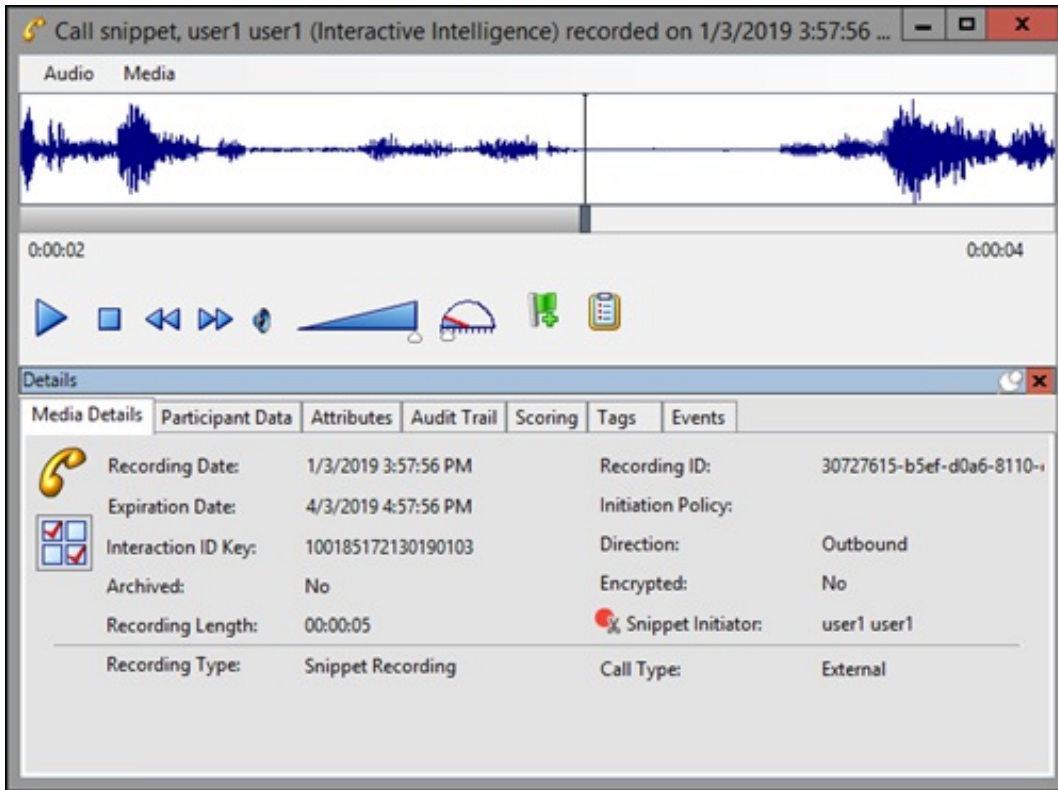 Call snippet, user1 user1 (Interactive Intelligence) recorded on 1/3/2019 3:57:56 ...
Audio Media
0:00:02 0:00:04
Details
Media Details Participant Data Attributes Audit Trail Scoring Tags Events
Recording Date: 1/3/2019 3:57:56 PM Recording ID: 30727615-b5ef-d0a6-8110-
Expiration Date: 4/3/2019 4:57:56 PM Initiation Policy:
Interaction ID Key: 100185172130190103 Direction: Outbound
Archived: No Encrypted: No
Recording Length: 00:00:05 Snippet Initiator: user1 user1
Recording Type: Snippet Recording Call Type: External